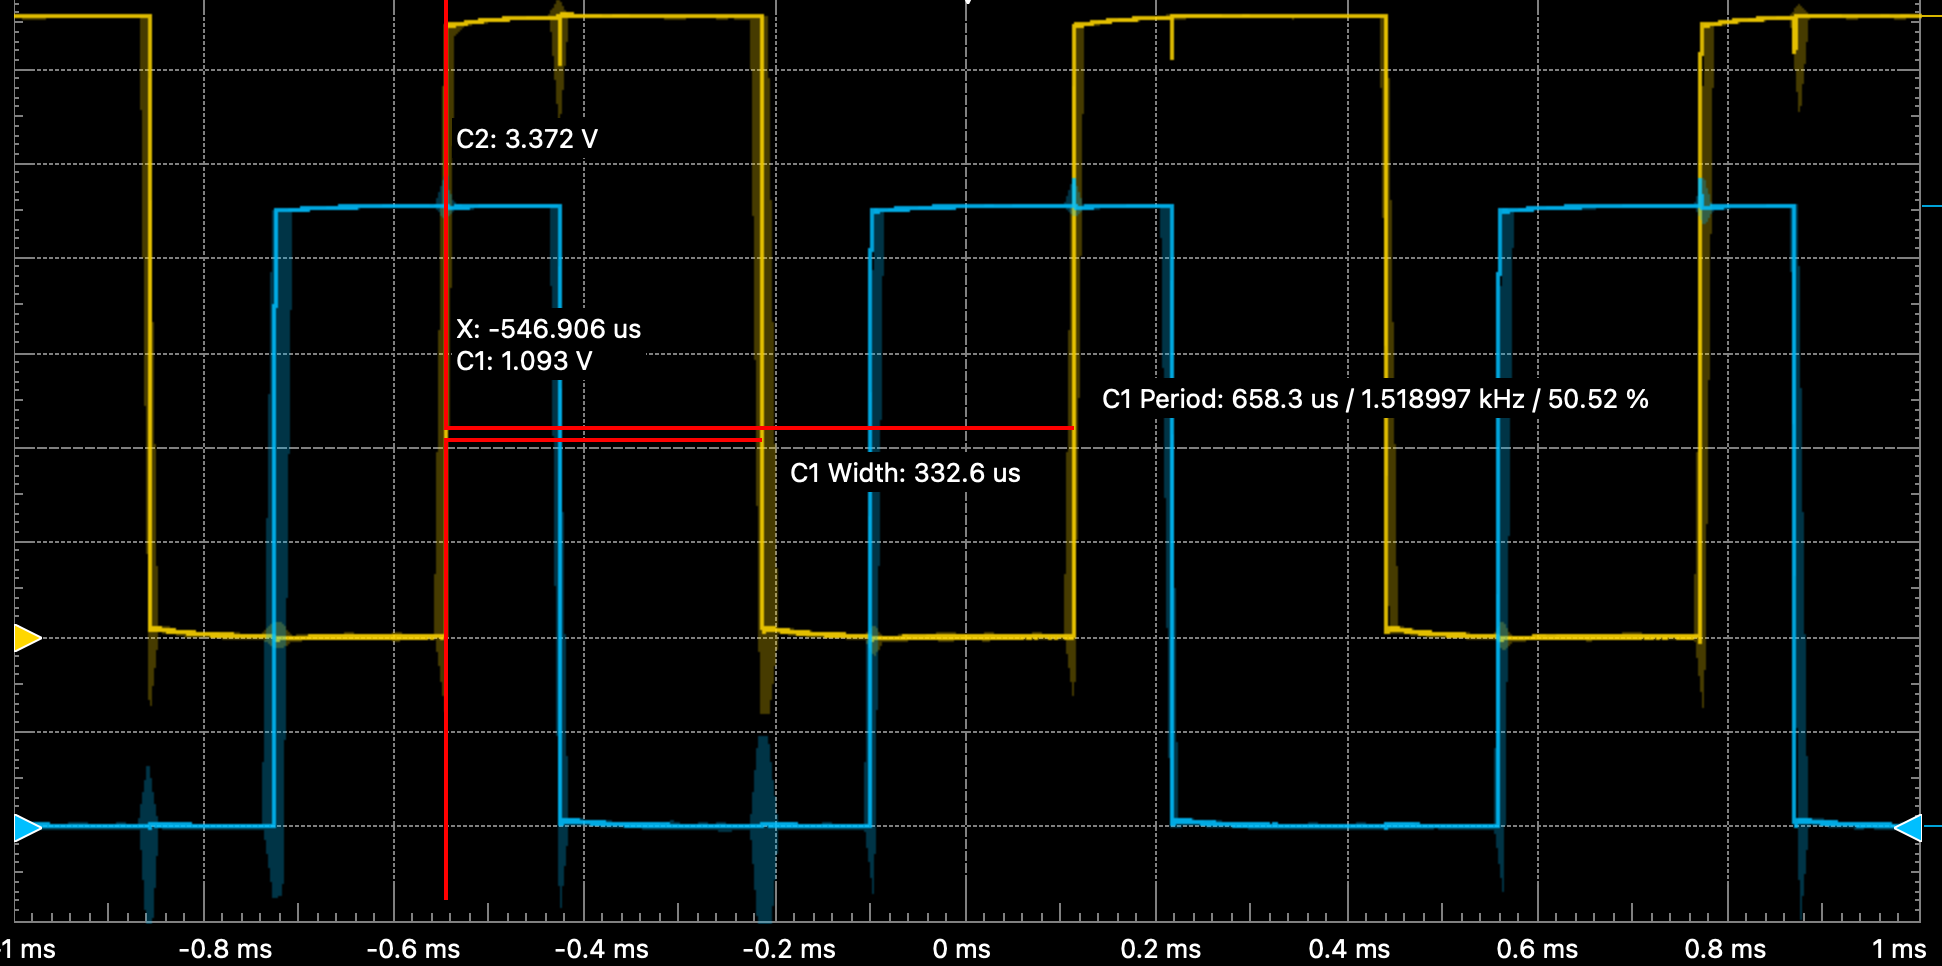 C2: 3.372 V
X: -546.906 us
C1: 1.093 V
C1 Period: 658.3 us / 1.518997 kHz / 50.52 %
C1 Width: 332.6 us
-1 ms -0.8 ms -0.6 ms -0.4 ms -0.2 ms 0 ms 0.2 ms 0.4 ms 0.6 ms 0.8 ms 1 ms